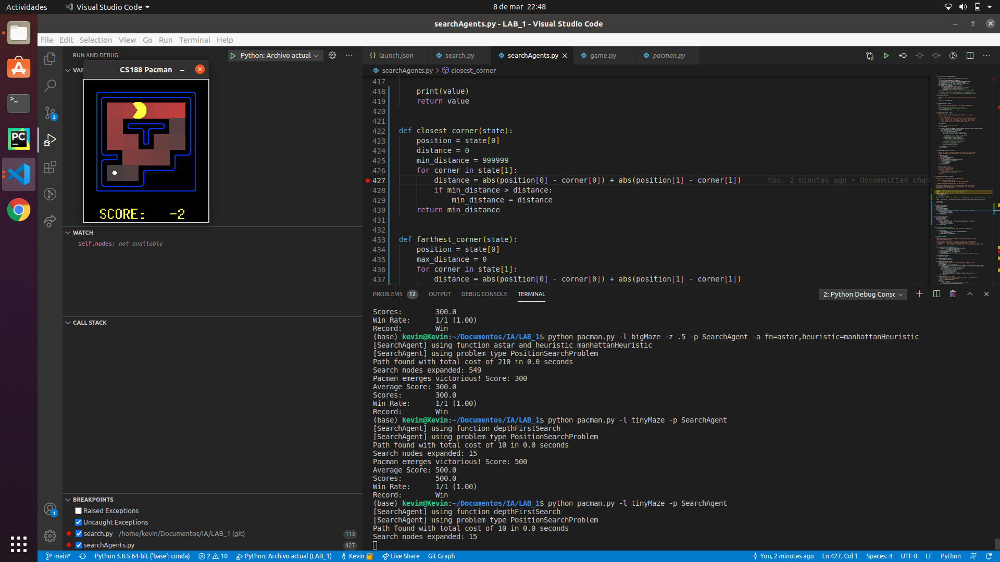 Actividades
Visual Studio Code
8 de mar 22:48
searchAgents.py - LAB_1 - Visual Studio Code
File Edit Selection View Go Run Terminal Help
RUN AND DEBUG
Python: Archivo actual
launch.json
search.py
searchAgents.py
game.py
pacman.py
VAR
CS188 Pacman
SCORE: -2
searchAgents.py > closest_corner
417
418 print(value)
419 return value
420
421
422 def closest_corner(state):
423 position = state[0]
424 distance = 0
425 min_distance = 999999
426 for corner in state[1]:
427 distance = abs(position[0] - corner[0]) + abs(position[1] - corner[1]) You, 2 minutes ago • Uncommitted chan
428 if min_distance > distance:
429 min_distance = distance
430 return min_distance
431
432
433 def farthest_corner(state):
434 position = state[0]
435 max_distance = 0
436 for corner in state[1]:
437 distance = abs(position[0] - corner[0]) + abs(position[1] - corner[1])
WATCH
self.nodes: not available
CALL STACK
BREAKPOINTS
Raised Exceptions
Uncaught Exceptions
search.py /home/kevin/Documentos/IA/LAB_1 (git) 113
searchAgents.py 427
PROBLEMS 12 OUTPUT DEBUG CONSOLE TERMINAL
2: Python Debug Consc
Scores: 300.0
Win Rate: 1/1 (1.00)
Record: Win
(base) kevin@Kevin:~/Documentos/IA/LAB_1$ python pacman.py -l bigMaze -z .5 -p SearchAgent -a fn=astar,heuristic=manhattanHeuristic
[SearchAgent] using function astar and heuristic manhattanHeuristic
[SearchAgent] using problem type PositionSearchProblem
Path found with total cost of 210 in 0.0 seconds
Search nodes expanded: 549
Pacman emerges victorious! Score: 300
Average Score: 300.0
Scores: 300.0
Win Rate: 1/1 (1.00)
Record: Win
(base) kevin@Kevin:~/Documentos/IA/LAB_1$ python pacman.py -l tinyMaze -p SearchAgent
[SearchAgent] using function depthFirstSearch
[SearchAgent] using problem type PositionSearchProblem
Path found with total cost of 10 in 0.0 seconds
Search nodes expanded: 15
Pacman emerges victorious! Score: 500
Average Score: 500.0
Scores: 500.0
Win Rate: 1/1 (1.00)
Record: Win
(base) kevin@Kevin:~/Documentos/IA/LAB_1$ python pacman.py -l tinyMaze -p SearchAgent
[SearchAgent] using function depthFirstSearch
[SearchAgent] using problem type PositionSearchProblem
Path found with total cost of 10 in 0.0 seconds
Search nodes expanded: 15
2
1
PC
main* Python 3.8.5 64-bit ('base': conda) 2 10 Python: Archivo actual (LAB_1) Kevin Live Share Git Graph You, 2 minutes ago Ln 427, Col 1 Spaces: 4 UTF-8 LF Python